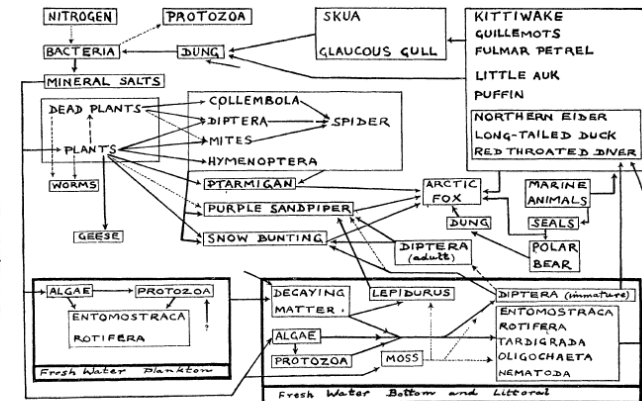 NITROGEN
PROTOZOA
BACTERIA
DUNG
MINERAL SALTS
SKUA
GLAUCOUS GULL
KITTIWAKE
GUILLEMOTS
FULMAR PETREL
LITTLE AUK
PUFFIN
NORTHERN EIDER
LONG-TAILED DUCK
RED THROATED DIVER
DEAD PLANTS
PLANTS
COLLEMBOLA
DIPTERA
MITES
HYMENOPTERA
SPIDER
WORMS
GEESE
PTARMIGAN
PURPLE SANDPIPER
SNOW BUNTING
ARCTIC
FOX
DUNG
MARINE
ANIMALS
SEALS
POLAR
BEAR
DIPTERA
(adult)
ALGAE
PROTOZOA
ENTOMOSTRACA
ROTIFERA
?
Fresh Water Plankton
DECAYING
MATTER.
ALGAE
PROTOZOA
LEPIDURUS
MOSS
DIPTERA (immature)
ENTOMOSTRACA
ROTIFERA
TARDIGRADA
OLIGOCHAETA
NEMATODA
Fresh Water Bottom and Littoral